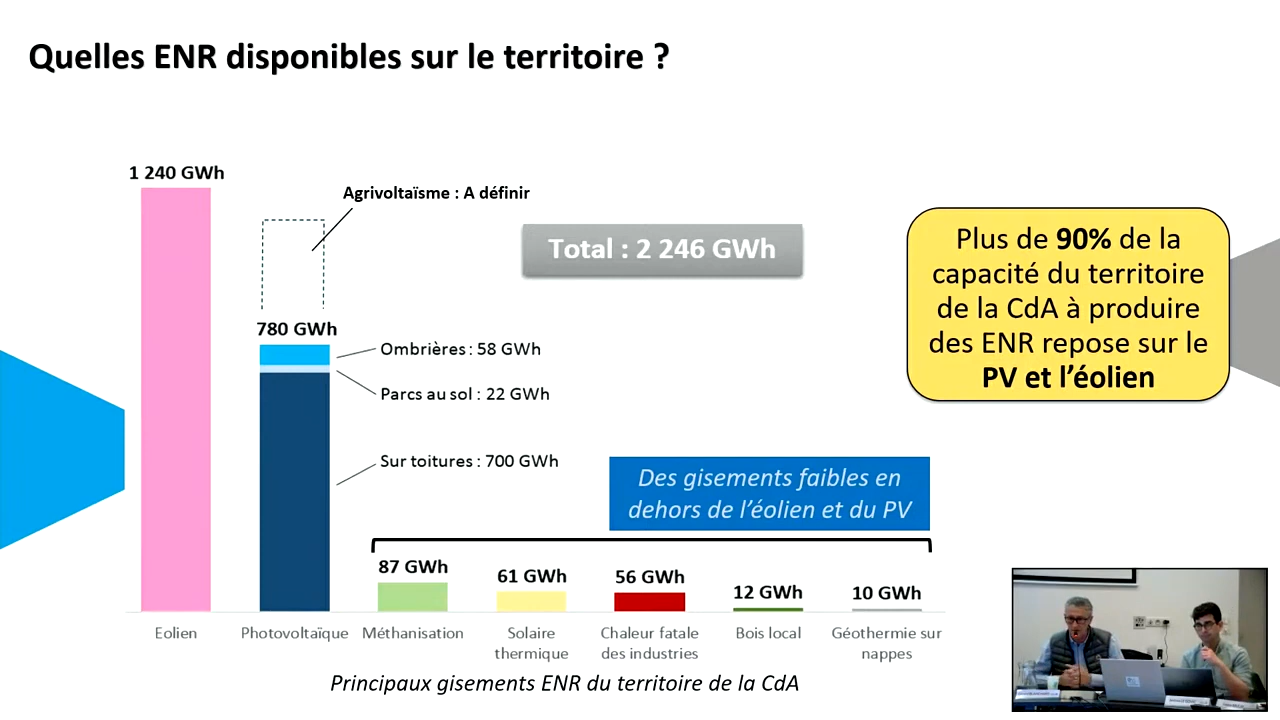 Quelles ENR disponibles sur le territoire ?
1 240 GWh
Agrivoltaïsme : A définir
Total : 2 246 GWh
Plus de 90% de la
capacité du territoire
de la CdA à produire
des ENR repose sur le
PV et l'éolien
780 GWh
Ombrières : 58 GWh
Parcs au sol : 22 GWh
Sur toitures : 700 GWh
Des gisements faibles en
dehors de l'éolien et du PV
87 GWh
61 GWh
56 GWh
12 GWh
10 GWh
Eolien
Photovoltaïque
Méthanisation
Solaire
thermique
Chaleur fatale
des industries
Bois local
Géothermie sur
nappes
Principaux gisements ENR du territoire de la CdA